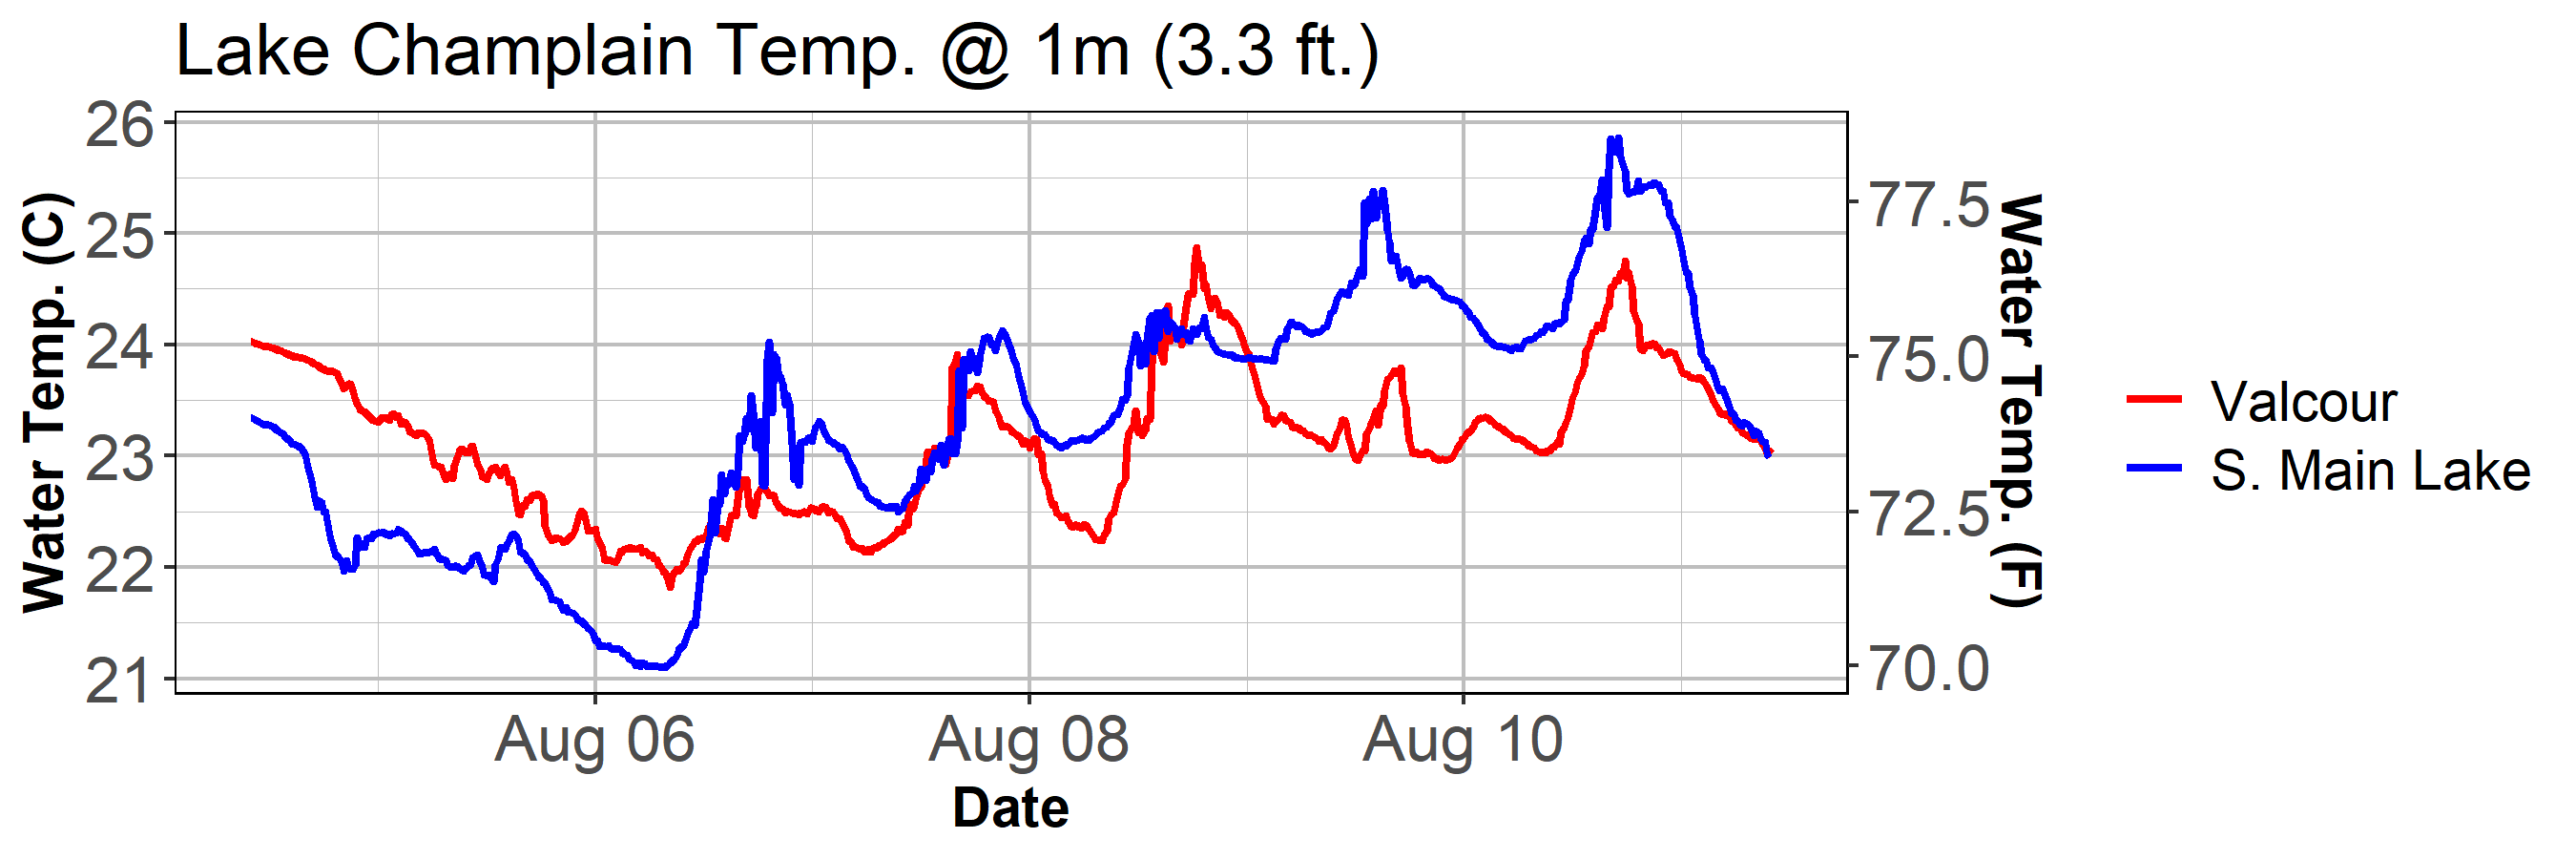 Lake Champlain Temp. @ 1m (3.3 ft.)
Water Temp. (C)
26
25
24
23
22
21
77.5
75.0
72.5
70.0
Water Temp. (F)
Aug 06 Aug 08 Aug 10
Date
Valcour
S. Main Lake